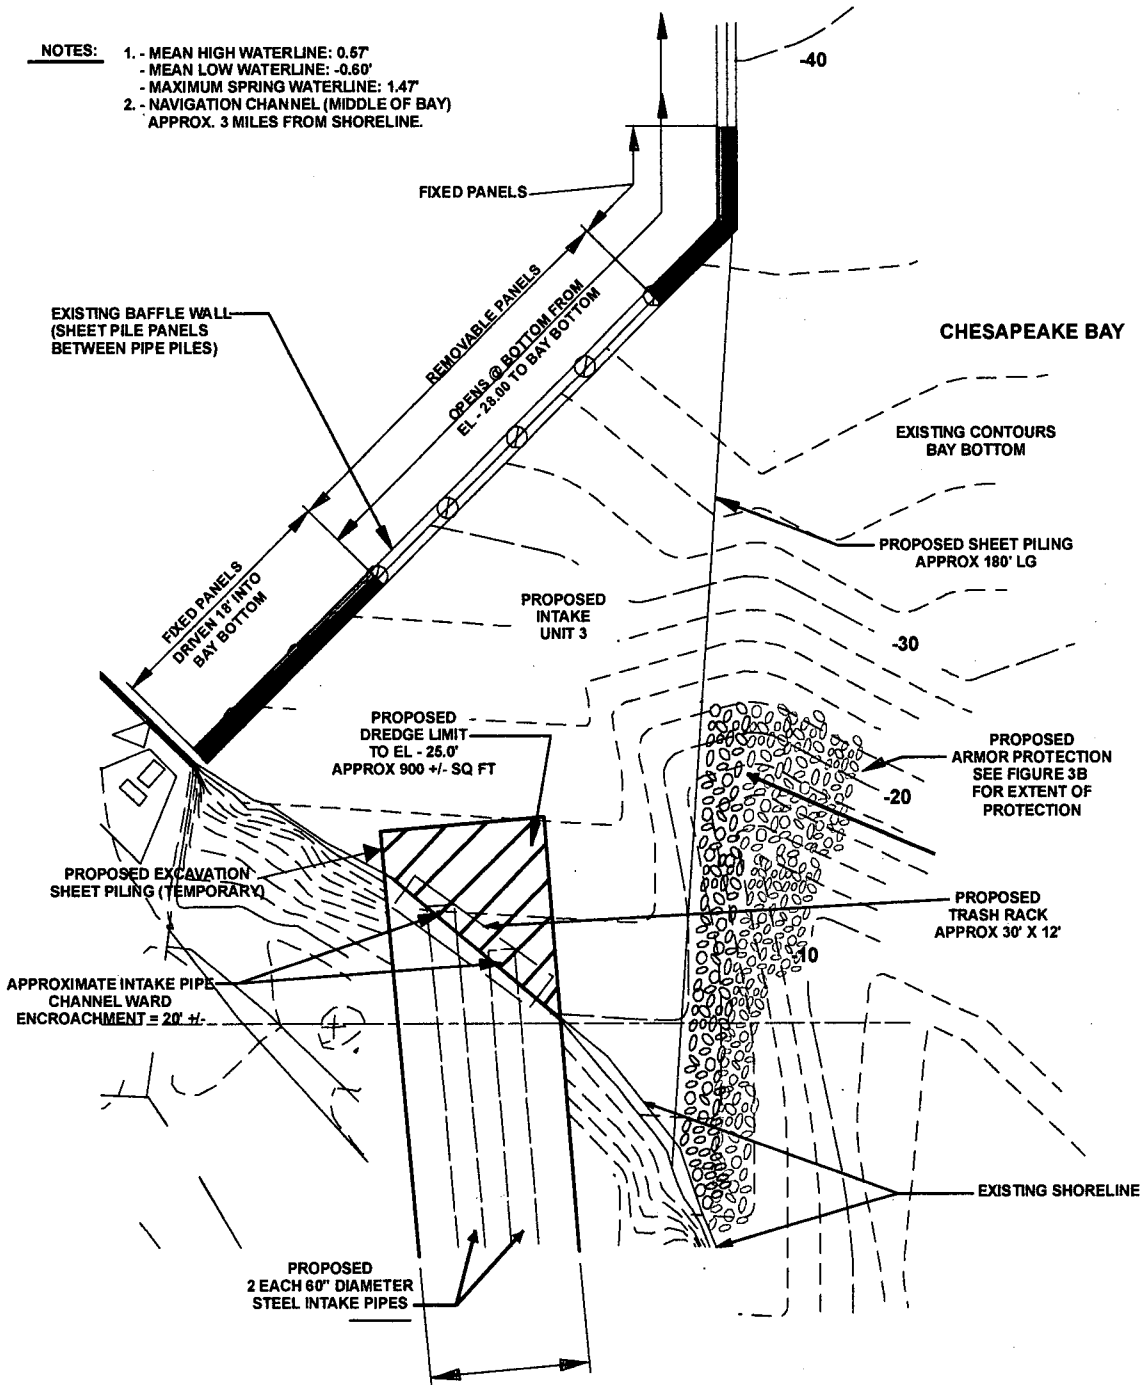 NOTES:
1. - MEAN HIGH WATERLINE: 0.57'
- MEAN LOW WATERLINE: -0.60'
- MAXIMUM SPRING WATERLINE: 1.47'
2. - NAVIGATION CHANNEL (MIDDLE OF BAY)
APPROX. 3 MILES FROM SHORELINE.
-40
FIXED PANELS
REMOVABLE PANELS
OPENS @ BOTTOM FROM
EL - 28.00 TO BAY BOTTOM
EXISTING BAFFLE WALL
(SHEET PILE PANELS
BETWEEN PIPE PILES)
CHESAPEAKE BAY
EXISTING CONTOURS
BAY BOTTOM
PROPOSED SHEET PILING
APPROX 180' LG
FIXED PANELS
DRIVEN 18' INTO
BAY BOTTOM
PROPOSED
INTAKE
UNIT 3
-30
PROPOSED
DREDGE LIMIT
TO EL - 25.0'
APPROX 900 +/- SQ FT
PROPOSED
ARMOR PROTECTION
SEE FIGURE 3B
FOR EXTENT OF
PROTECTION
-20
PROPOSED EXCAVATION
SHEET PILING (TEMPORARY)
PROPOSED
TRASH RACK
APPROX 30' X 12'
-10
APPROXIMATE INTAKE PIPE
CHANNEL WARD
ENCROACHMENT = 20' +/-
EXISTING SHORELINE
PROPOSED
2 EACH 60" DIAMETER
STEEL INTAKE PIPES